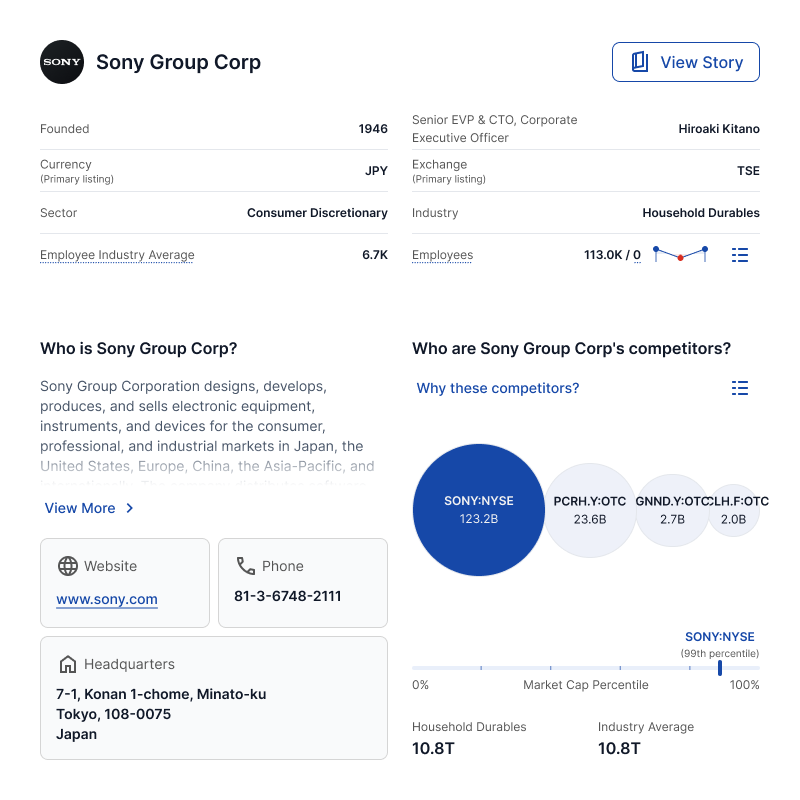 SONY
Sony Group Corp
View Story
Founded
1946
Senior EVP & CTO, Corporate
Executive Officer
Hiroaki Kitano
Currency
(Primary listing)
JPY
Exchange
(Primary listing)
TSE
Sector
Consumer Discretionary
Industry
Household Durables
Employee Industry Average
6.7K
Employees
113.0K / 0
Who is Sony Group Corp?
Sony Group Corporation designs, develops,
produces, and sells electronic equipment,
instruments, and devices for the consumer,
professional, and industrial markets in Japan, the
United States, Europe, China, the Asia-Pacific, and
View More
Website
www.sony.com
Phone
81-3-6748-2111
Headquarters
7-1, Konan 1-chome, Minato-ku
Tokyo, 108-0075
Japan
Who are Sony Group Corp's competitors?
Why these competitors?
SONY:NYSE
123.2B
PCRH.Y:OTC
23.6B
GNND.Y:OTC
2.7B
LH.F:OTC
2.0B
SONY:NYSE
(99th percentile)
0%
Market Cap Percentile
100%
Household Durables
10.8T
Industry Average
10.8T